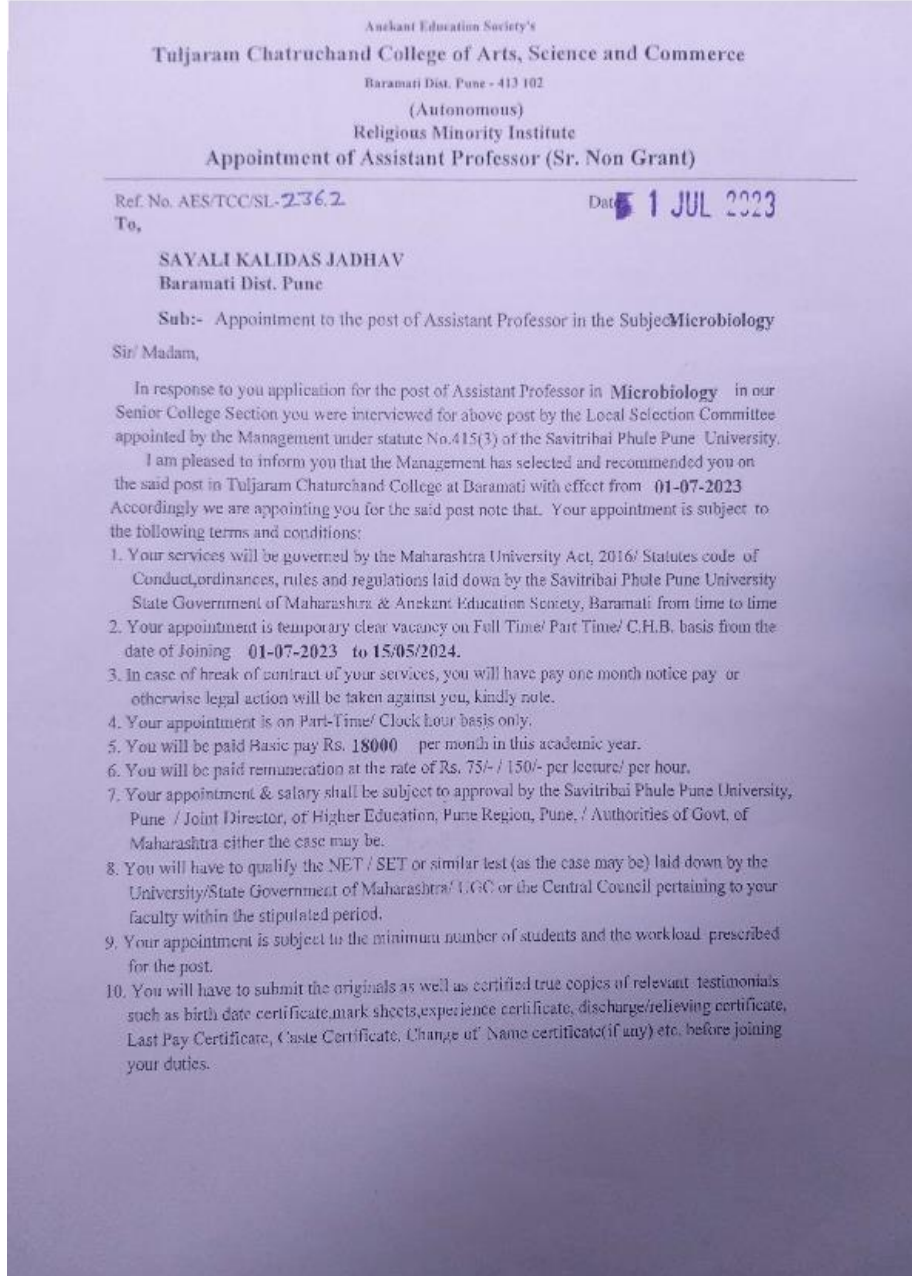 Anekant Education Society's
Tuljaram Chatruchand College of Arts, Science and Commerce
Baramati Dist. Pune - 413 102
(Autonomous)
Religious Minority Institute
Appointment of Assistant Professor (Sr. Non Grant)
Ref. No. AES/TCC/SL-2362 Date 1 JUL 2023
To,
SAYALI KALIDAS JADHAV
Baramati Dist. Pune
Sub:- Appointment to the post of Assistant Professor in the Subjec Microbiology
Sir/ Madam,
In response to you application for the post of Assistant Professor in Microbiology in our
Senior College Section you were interviewed for above post by the Local Selection Committee
appointed by the Management under statute No.415(3) of the Savitribai Phule Pune University.
I am pleased to inform you that the Management has selected and recommended you on
the said post in Tuljaram Chaturchand College at Baramati with effect from 01-07-2023
Accordingly we are appointing you for the said post note that. Your appointment is subject to
the following terms and conditions:
1. Your services will be governed by the Maharashtra University Act, 2016/ Statutes code of
Conduct,ordinances, rules and regulations laid down by the Savitribai Phule Pune University
State Government of Maharashtra & Anekant Education Society, Baramati from time to time
2. Your appointment is temporary clear vacancy on Full Time/ Part Time/ C.H.B. basis from the
date of Joining 01-07-2023 to 15/05/2024.
3. In case of break of contract of your services, you will have pay one month notice pay or
otherwise legal action will be taken against you, kindly note.
4. Your appointment is on Part-Time/ Clock hour basis only.
5. You will be paid Basic pay Rs. 18000 per month in this academic year.
6. You will be paid remuneration at the rate of Rs. 75/- / 150/- per lecture/ per hour.
7. Your appointment & salary shall be subject to approval by the Savitribai Phule Pune University,
Pune / Joint Director, of Higher Education, Pune Region, Pune, / Authorities of Govt. of
Maharashtra either the case may be.
8. You will have to qualify the NET / SET or similar test (as the case may be) laid down by the
University/State Government of Maharashtra/ UGC or the Central Council pertaining to your
faculty within the stipulated period.
9. Your appointment is subject to the minimum number of students and the workload prescribed
for the post.
10. You will have to submit the originals as well as certified true copies of relevant testimonials
such as birth date certificate,mark sheets,experience certificate, discharge/relieving certificate,
Last Pay Certificate, Caste Certificate, Change of Name certificate(if any) etc. before joining
your duties.